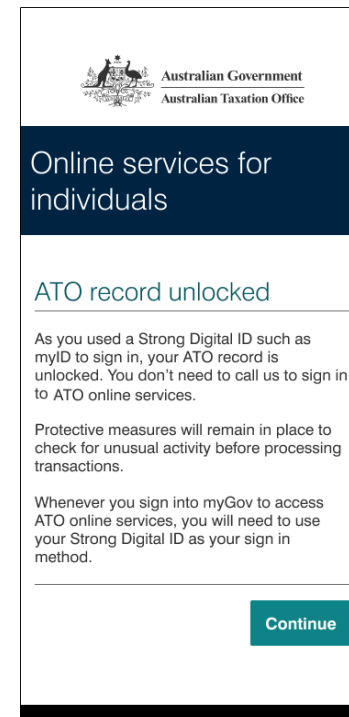 Australian Government
Australian Taxation Office
Online services for
individuals
ATO record unlocked
As you used a Strong Digital ID such as
myID to sign in, your ATO record is
unlocked. You don't need to call us to sign in
to ATO online services.
Protective measures will remain in place to
check for unusual activity before processing
transactions.
Whenever you sign into myGov to access
ATO online services, you will need to use
your Strong Digital ID as your sign in
method.
Continue